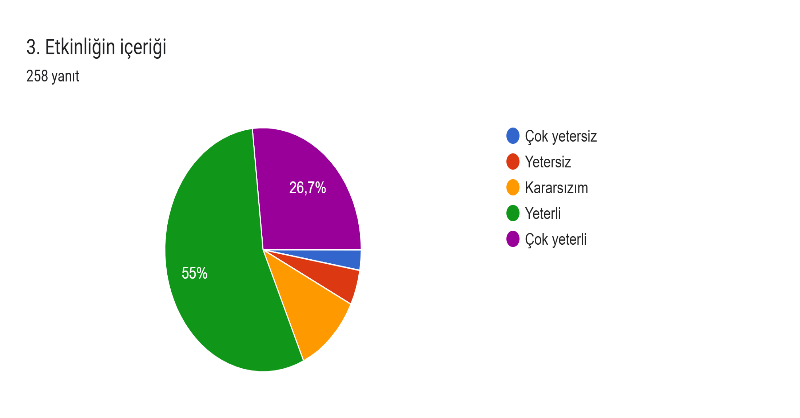 3. Etkinliğin içeriği
258 yanıt
Çok yetersiz
Yetersiz
Kararsızım
Yeterli
Çok yeterli
26,7%
55%